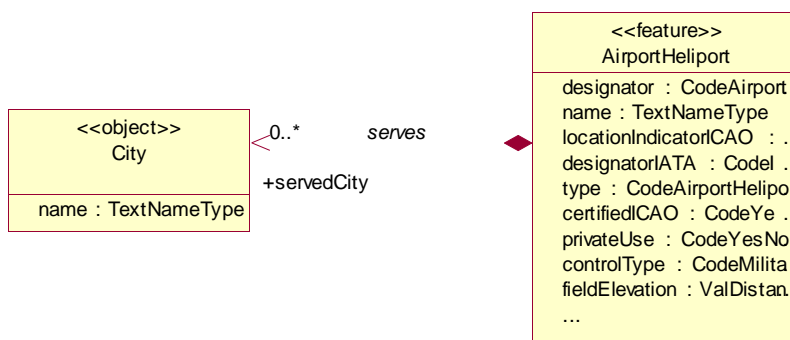 <<object>>
City
name : TextNameType
0..*
serves
+servedCity
<<feature>>
AirportHeliport
designator : CodeAirport
name : TextNameType
locationIndicatorICAO : .
designatorIATA : CodeI .
type : CodeAirportHelipo
certifiedICAO : CodeYe .
privateUse : CodeYesNo
controlType : CodeMilita
fieldElevation : ValDistan.
...